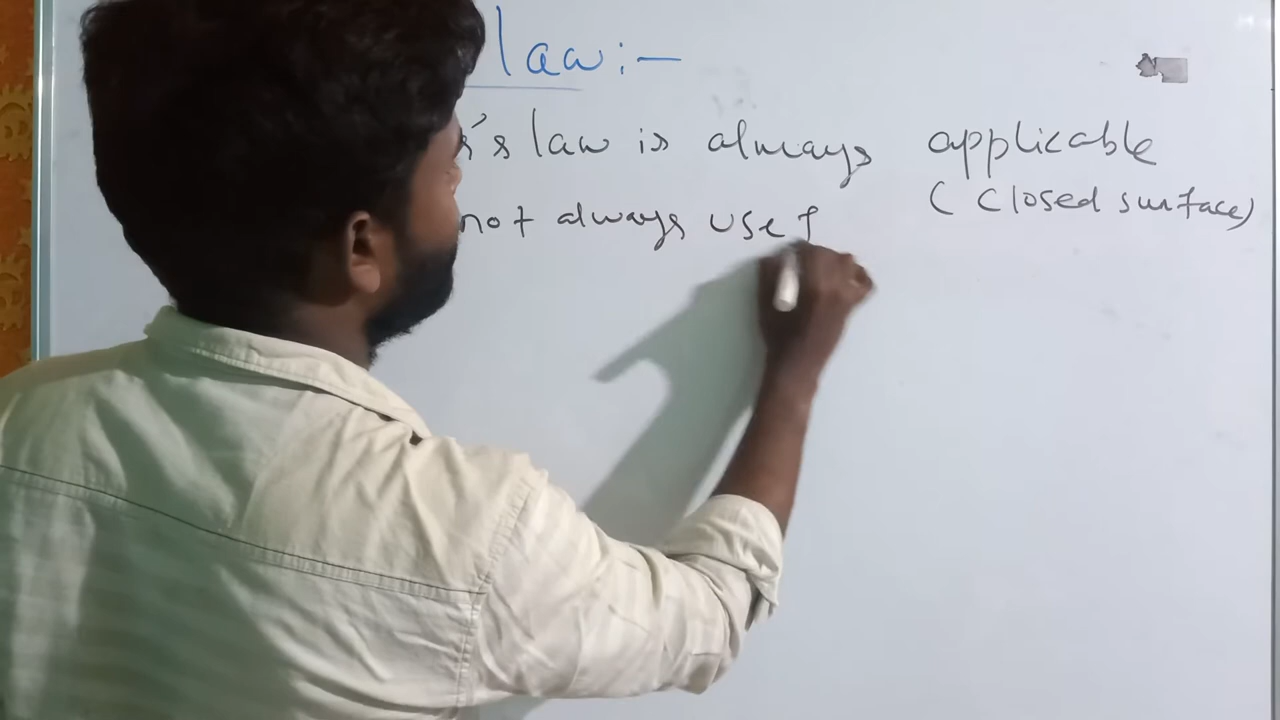 law:-
's law is always applicable
(closed surface)
not always usef